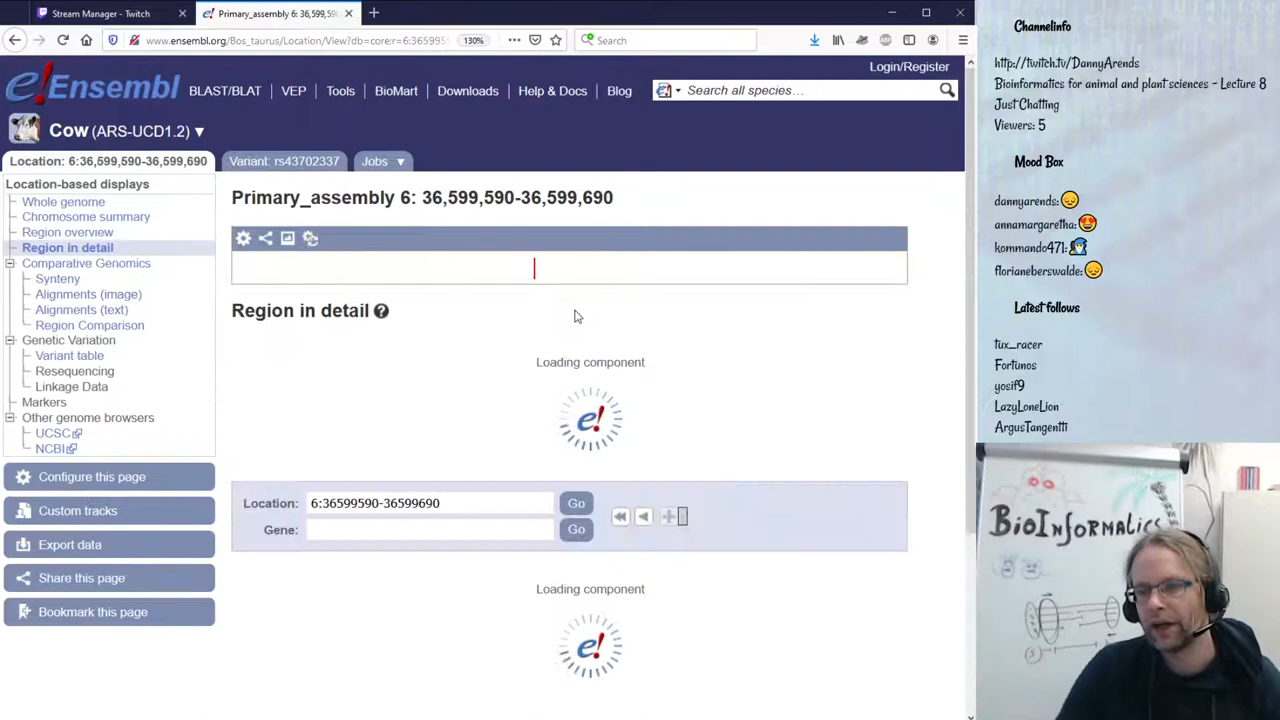 Stream Manager - Twitch
Primary_assembly 6: 36,599,590
www.ensembl.org/Bos_taurus/Location/View?db=core;r=6:36599
130%
Search
Login/Register
e!Ensembl
BLAST/BLAT
VEP
Tools
BioMart
Downloads
Help & Docs
Blog
Search all species...
Cow (ARS-UCD1.2)
Location: 6:36,599,590-36,599,690
Variant: rs43702337
Jobs
Location-based displays
Whole genome
Chromosome summary
Region overview
Region in detail
Comparative Genomics
Synteny
Alignments (image)
Alignments (text)
Region Comparison
Genetic Variation
Variant table
Resequencing
Linkage Data
Markers
Other genome browsers
UCSC
NCBI
Configure this page
Custom tracks
Export data
Share this page
Bookmark this page
Primary_assembly 6: 36,599,590-36,599,690
Region in detail
Loading component
e!
Location: 6:36599590-36599690 Go
Gene: Go
Loading component
e!
Channelinfo
http://twitch.tv/DannyArends
Bioinformatics for animal and plant sciences - Lecture 8
Just Chatting
Viewers: 5
Mood Box
dannyarends:
annamargaretha:
kommando471:
florianeberswalde:
Latest follows
tux_racer
Fortunos
yosif9
LazyLoneLion
ArgusTangentti
BIOINFORMATICS